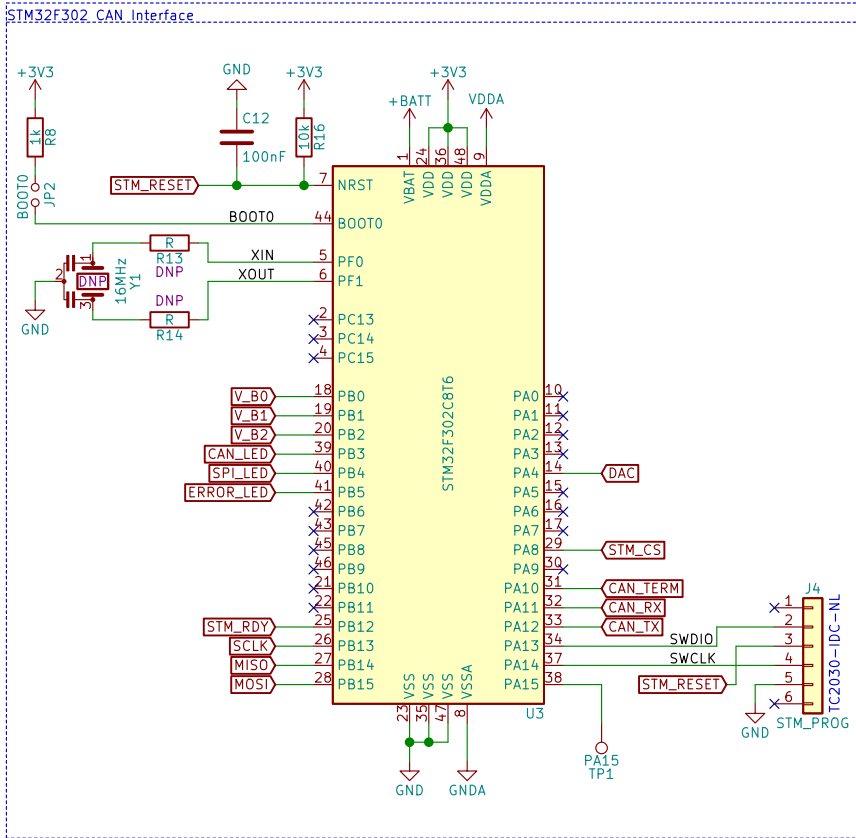 STM32F302 CAN Interface
+3V3
1k
R8
BOOT0
JP2
GND
C12
100nF
+3V3
10k
R16
+BATT
+3V3
VDDA
1
24
36
48
9
VBAT
VDD
VDD
VDD
VDDA
STM_RESET
7 NRST
BOOT0
44 BOOT0
R
R13
DNP
XIN
5 PF0
XOUT
6 PF1
1
2
3
DNP
16MHz
Y1
GND
DNP
R
R14
2 PC13
3 PC14
4 PC15
V_B0 18 PB0
V_B1 19 PB1
V_B2 20 PB2
CAN_LED 39 PB3
SPI_LED 40 PB4
ERROR_LED 41 PB5
42 PB6
43 PB7
45 PB8
46 PB9
21 PB10
22 PB11
STM_RDY 25 PB12
SCLK 26 PB13
MISO 27 PB14
MOSI 28 PB15
STM32F302C8T6
PA0 10
PA1 11
PA2 12
PA3 13
PA4 14 DAC
PA5 15
PA6 16
PA7 17
PA8 29 STM_CS
PA9 30
PA10 31 CAN_TERM
PA11 32 CAN_RX
PA12 33 CAN_TX
PA13 34 SWDIO
PA14 37 SWCLK
PA15 38
STM_RESET
VSS
VSS
VSS
VSSA
23
35
47
8
U3
GND
GNDA
PA15
TP1
J4
1
2
3
4
5
6
TC2030-IDC-NL
STM_PROG
GND